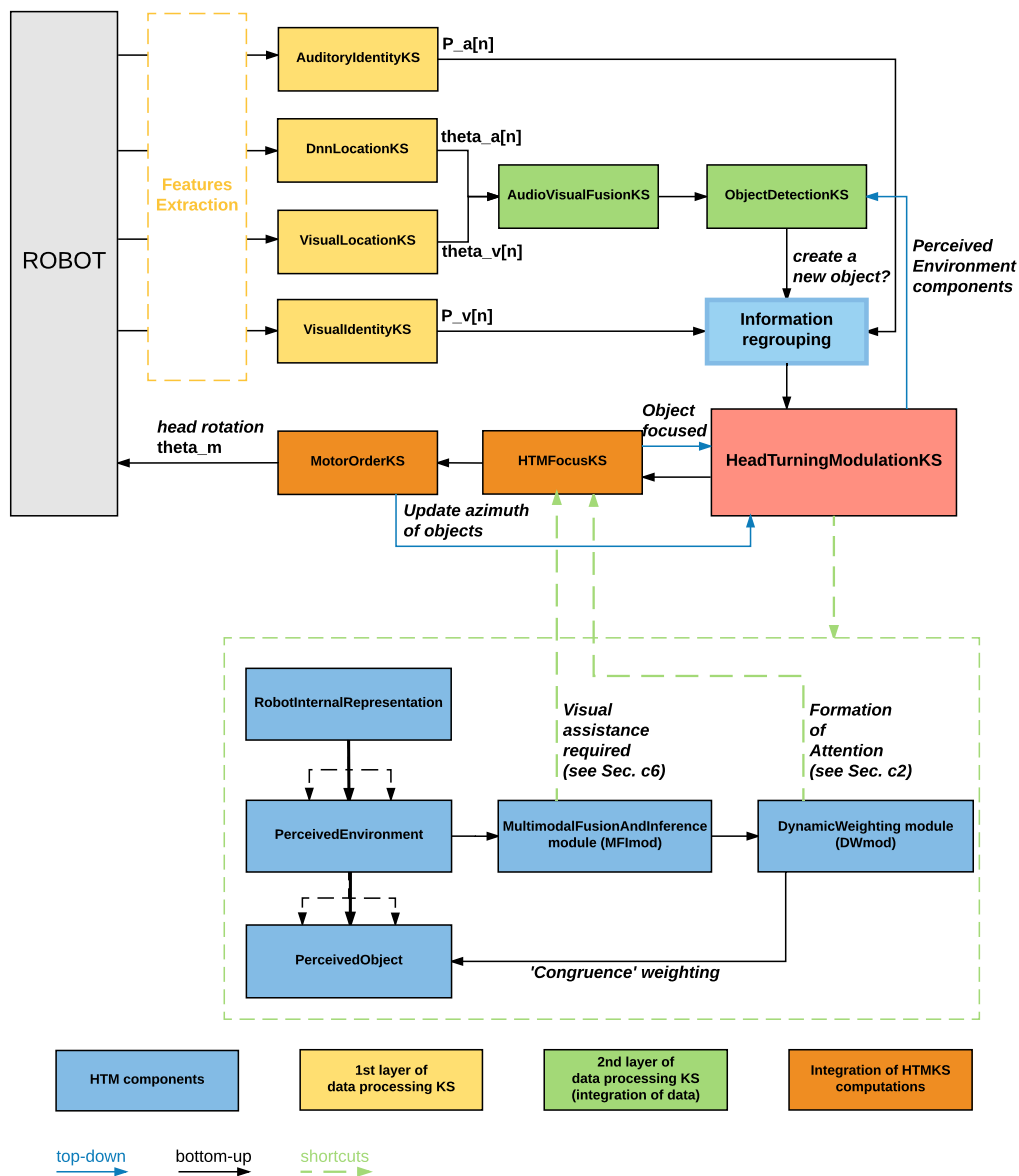 ROBOT
Features
Extraction
AuditoryIdentityKS
P_a[n]
DnnLocationKS
theta_a[n]
VisualLocationKS
theta_v[n]
VisualIdentityKS
P_v[n]
AudioVisualFusionKS
ObjectDetectionKS
create a
new object?
Perceived
Environment
components
Information
regrouping
head rotation
theta_m
MotorOrderKS
HTMFocusKS
Object
focused
HeadTurningModulationKS
Update azimuth
of objects
RobotInternalRepresentation
Visual
assistance
required
(see Sec. c6)
Formation
of
Attention
(see Sec. c2)
PerceivedEnvironment
MultimodalFusionAndInference
module (MFImod)
DynamicWeighting module
(DWmod)
PerceivedObject
'Congruence' weighting
HTM components
1st layer of
data processing KS
2nd layer of
data processing KS
(integration of data)
Integration of HTMKS
computations
top-down
bottom-up
shortcuts